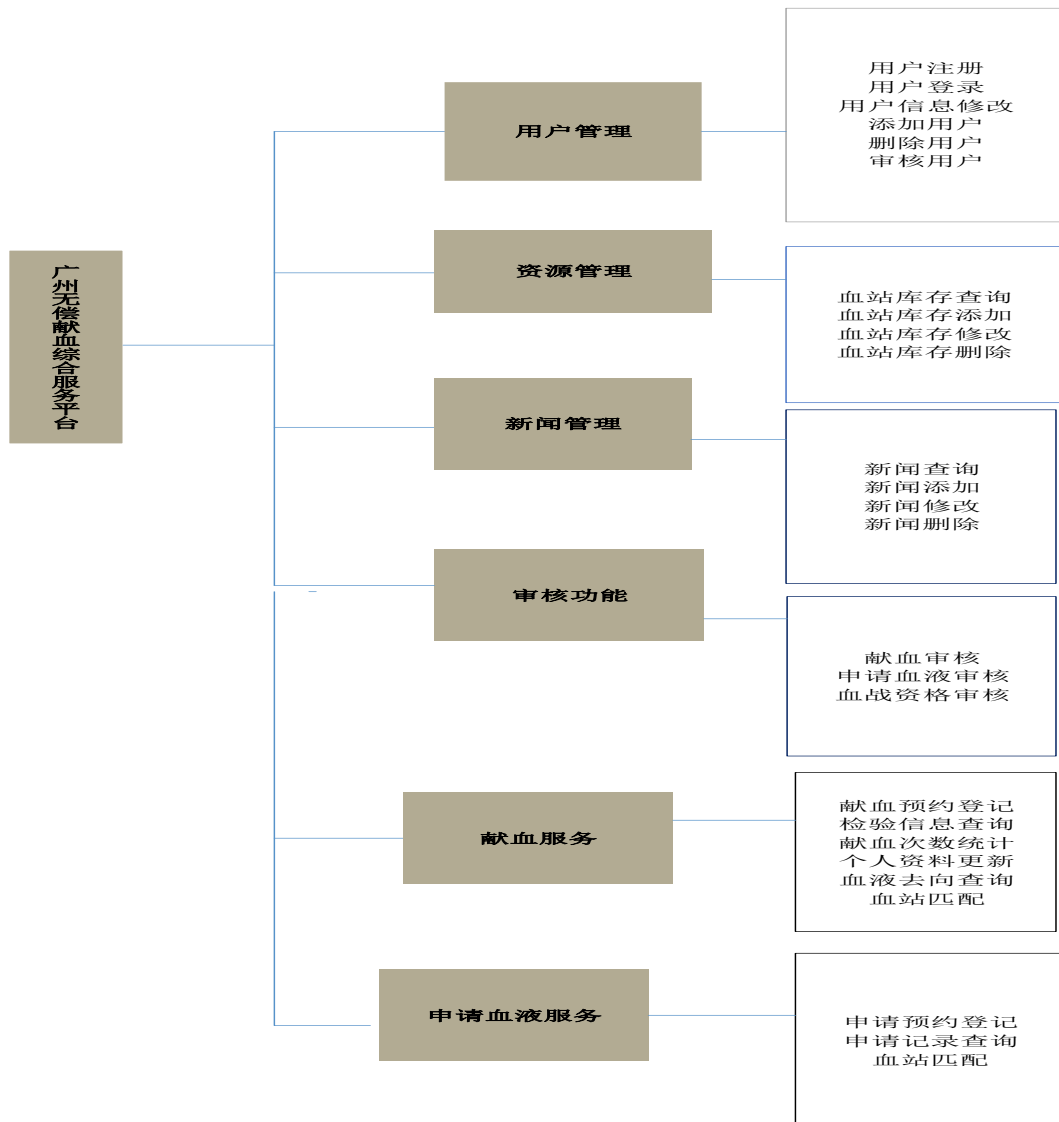 广州无偿献血综合服务平台
用户管理
用户注册
用户登录
用户信息修改
添加用户
删除用户
审核用户
资源管理
血站库存查询
血站库存添加
血站库存修改
血站库存删除
新闻管理
新闻查询
新闻添加
新闻修改
新闻删除
审核功能
献血审核
申请血液审核
血战资格审核
献血服务
献血预约登记
检验信息查询
献血次数统计
个人资料更新
血液去向查询
血站匹配
申请血液服务
申请预约登记
申请记录查询
血站匹配